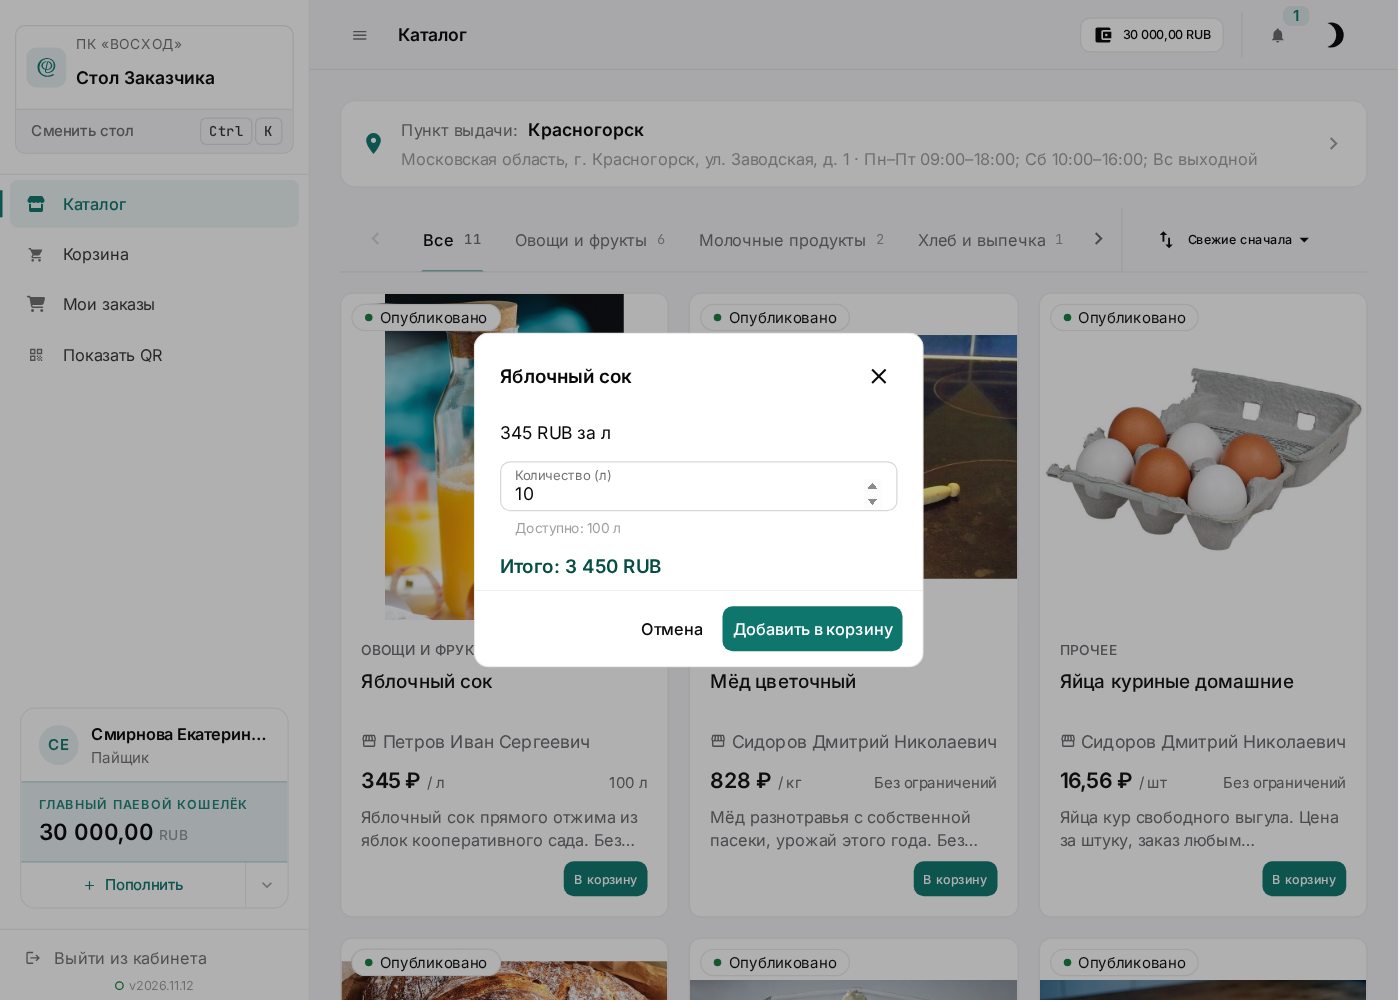 ПК «ВОСХОД»
Стол Заказчика
Сменить стол
Ctrl K
Каталог
Корзина
Мои заказы
Показать QR
СЕ
Смирнова Екатерин...
Пайщик
ГЛАВНЫЙ ПАЕВОЙ КОШЕЛЁК
30 000,00 RUB
+ Пополнить
Выйти из кабинета
v2026.11.12
Каталог
30 000,00 RUB
1
Пункт выдачи: Красногорск
Московская область, г. Красногорск, ул. Заводская, д. 1 · Пн–Пт 09:00–18:00; Сб 10:00–16:00; Вс выходной
Все 11
Овощи и фрукты 6
Молочные продукты 2
Хлеб и выпечка 1
Свежие сначала
Опубликовано
Опубликовано
Опубликовано
Яблочный сок
345 RUB за л
Количество (л)
10
Доступно: 100 л
Итого: 3 450 RUB
Отмена
Добавить в корзину
ОВОЩИ И ФРУК
Яблочный сок
Петров Иван Сергеевич
345 ₽ / л
100 л
Яблочный сок прямого отжима из
яблок кооперативного сада. Без...
В корзину
Мёд цветочный
Сидоров Дмитрий Николаевич
828 ₽ / кг
Без ограничений
Мёд разнотравья с собственной
пасеки, урожай этого года. Без...
В корзину
ПРОЧЕЕ
Яйца куриные домашние
Сидоров Дмитрий Николаевич
16,56 ₽ / шт
Без ограничений
Яйца кур свободного выгула. Цена
за штуку, заказ любым...
В корзину
Опубликовано
Опубликовано
Опубликовано